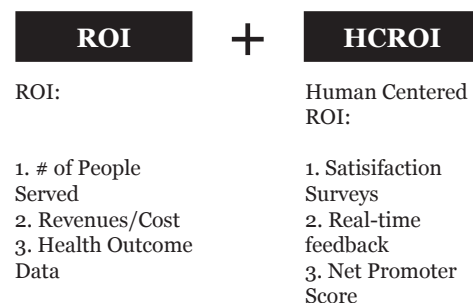 ROI
+
HCROI
ROI:
1. # of People
Served
2. Revenues/Cost
3. Health Outcome
Data
Human Centered
ROI:
1. Satisifaction
Surveys
2. Real-time
feedback
3. Net Promoter
Score